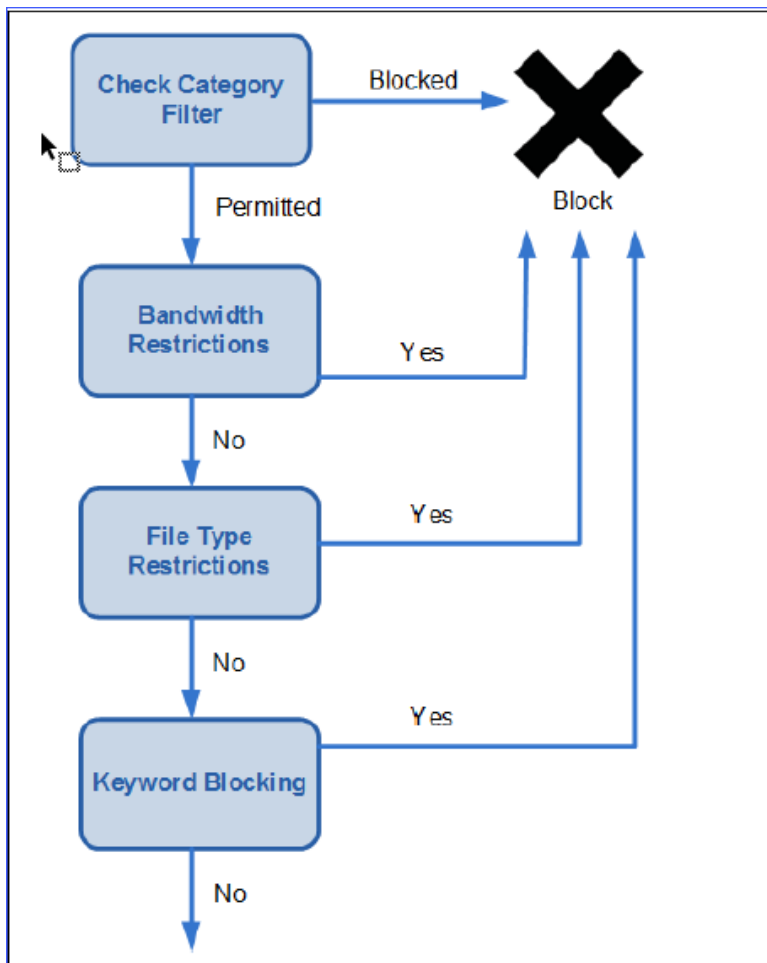 Check Category
Filter
Blocked
Block
Permitted
Bandwidth
Restrictions
Yes
No
File Type
Restrictions
Yes
No
Keyword Blocking
Yes
No